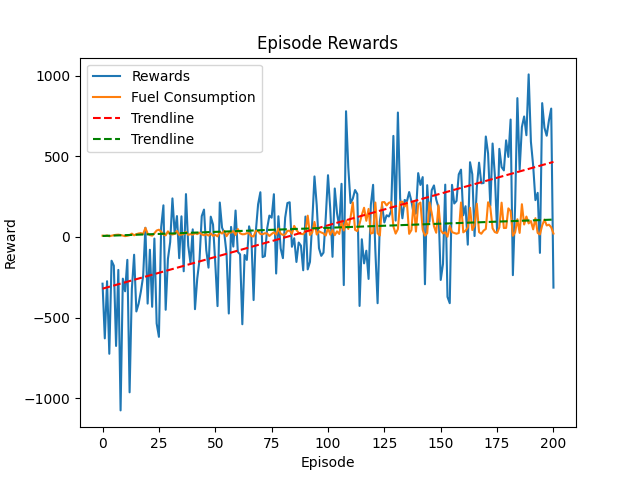 Episode Rewards
Rewards
Fuel Consumption
Trendline
Trendline
1000
500
0
−500
−1000
Reward
0
25
50
75
100
125
150
175
200
Episode